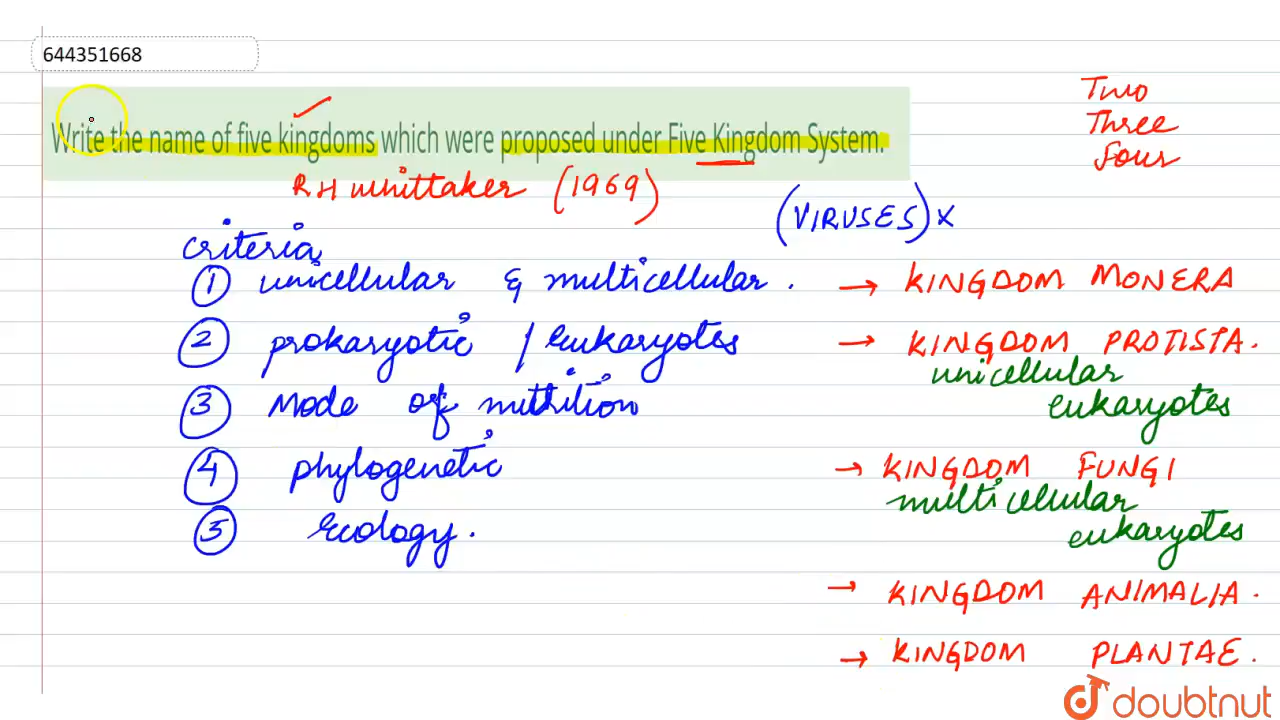 644351668
Two
Three
Four
Write the name of five kingdoms which were proposed under Five Kingdom System.
R H Whittaker (1969)
(VIRUSES) X
criteria
1 unicellular & multicellular .
2 prokaryotic / Eukaryotes
3 Mode of nutrition
4 phylogenetic
5 Ecology .
→ KINGDOM MONERA
→ KINGDOM PROTISTA .
unicellular
eukaryotes
→ KINGDOM FUNGI
multicellular
eukaryotes
→ KINGDOM ANIMALIA .
→ KINGDOM PLANTAE .
doubtnut